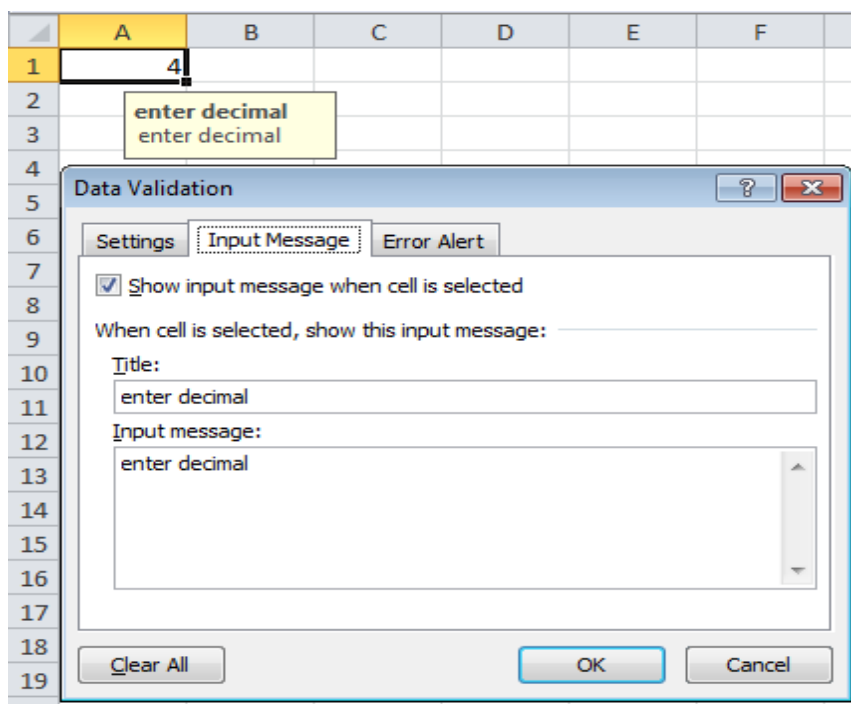 A B C D E F
1 4
2 enter decimal
3 enter decimal
4
5 Data Validation
6 Settings Input Message Error Alert
7
8 Show input message when cell is selected
9 When cell is selected, show this input message:
10 Title:
11 enter decimal
12 Input message:
13 enter decimal
14
15
16
17
18 Clear All OK Cancel
19